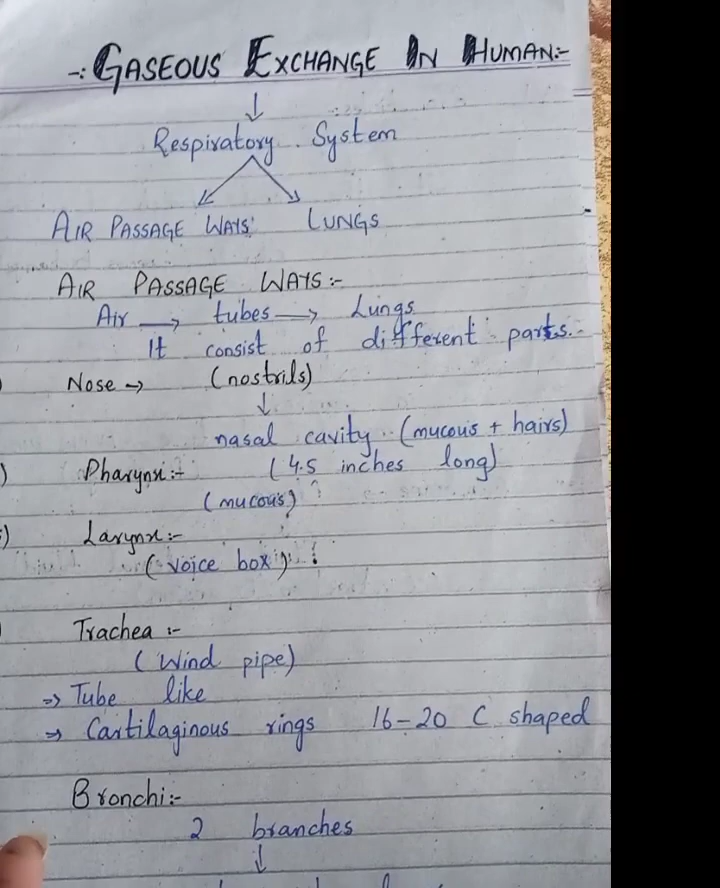 -: GASEOUS EXCHANGE IN HUMAN:-
↓
Respiratory System
AIR PASSAGE WAYS LUNGS
AIR PASSAGE WAYS:-
Air → tubes → Lungs
It consist of different parts.
Nose → (nostrils)
↓
nasal cavity (mucous + hairs)
) Pharynx:- (4.5 inches long)
(mucous)
) Larynx:-
(voice box)
Trachea :-
(Wind pipe)
⇒ Tube like
⇒ Cartilaginous rings 16-20 C shaped
Bronchi:-
2 branches
↓